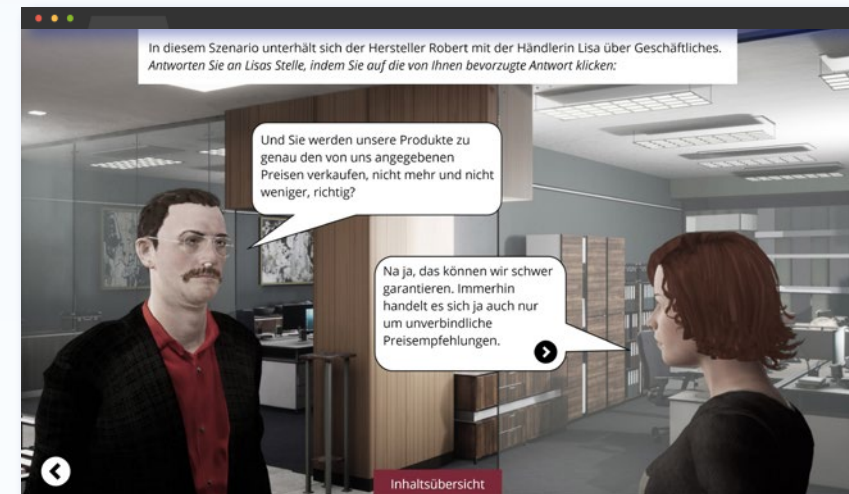 In diesem Szenario unterhält sich der Hersteller Robert mit der Händlerin Lisa über Geschäftliches.
Antworten Sie an Lisas Stelle, indem Sie auf die von Ihnen bevorzugte Antwort klicken:
Und Sie werden unsere Produkte zu
genau den von uns angegebenen
Preisen verkaufen, nicht mehr und nicht
weniger, richtig?
Na ja, das können wir schwer
garantieren. Immerhin
handelt es sich ja auch nur
um unverbindliche
Preisempfehlungen.
Inhaltsübersicht